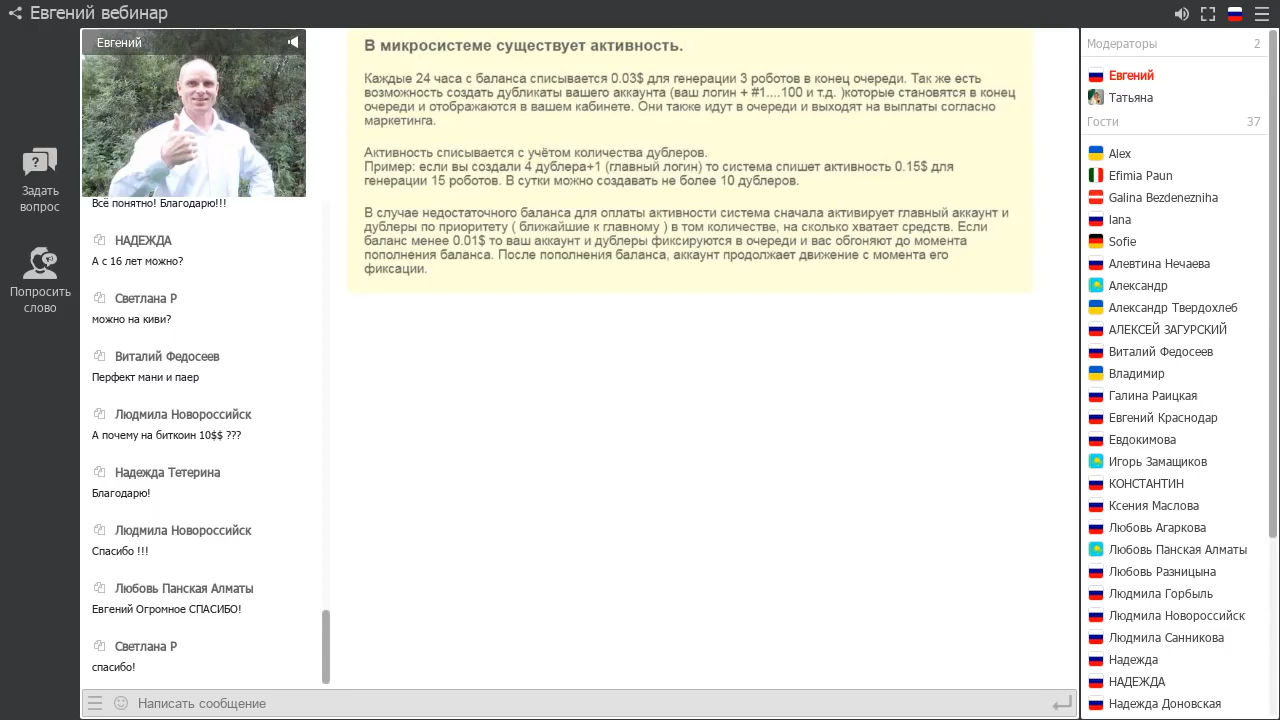 Евгений вебинар
Задать
вопрос
Попросить
слово
Евгений
Всё понятно! Благодарю!!!
НАДЕЖДА
А с 16 лет можно?
Светлана Р
можно на киви?
Виталий Федосеев
Перфект мани и паер
Людмила Новороссийск
А почему на биткоин 10$$ ???
Надежда Тетерина
Благодарю!
Людмила Новороссийск
Спасибо !!!
Любовь Панская Алматы
Евгений Огромное СПАСИБО!
Светлана Р
спасибо!
Написать сообщение
В микросистеме существует активность.
Каждые 24 часа с баланса списывается 0.03$ для генерации 3 роботов в конец очереди. Так же есть
возможность создать дубликаты вашего аккаунта (ваш логин + #1....100 и т.д. )которые становятся в конец
очереди и отображаются в вашем кабинете. Они также идут в очереди и выходят на выплаты согласно
маркетинга.
Активность списывается с учётом количества дублеров.
Пример: если вы создали 4 дублера+1 (главный логин) то система спишет активность 0.15$ для
генерации 15 роботов. В сутки можно создавать не более 10 дублеров.
В случае недостаточного баланса для оплаты активности система сначала активирует главный аккаунт и
дублеры по приоритету ( ближайшие к главному ) в том количестве, на сколько хватает средств. Если
баланс менее 0.01$ то ваш аккаунт и дублеры фиксируются в очереди и вас обгоняют до момента
пополнения баланса. После пополнения баланса, аккаунт продолжает движение с момента его
фиксации.
Модераторы 2
Евгений
Татьяна
Гости 37
Alex
Efimia Paun
Galina Bezdenezniha
Iana
Sofie
Алевтина Нечаева
Александр
Александр Твердохлеб
АЛЕКСЕЙ ЗАГУРСКИЙ
Виталий Федосеев
Владимир
Галина Раицкая
Евгений Краснодар
Евдокимова
Игорь Замащиков
КОНСТАНТИН
Ксения Маслова
Любовь Агаркова
Любовь Панская Алматы
Любовь Разницына
Людмила Горбыль
Людмила Новороссийск
Людмила Санникова
Надежда
НАДЕЖДА
Надежда Доновская